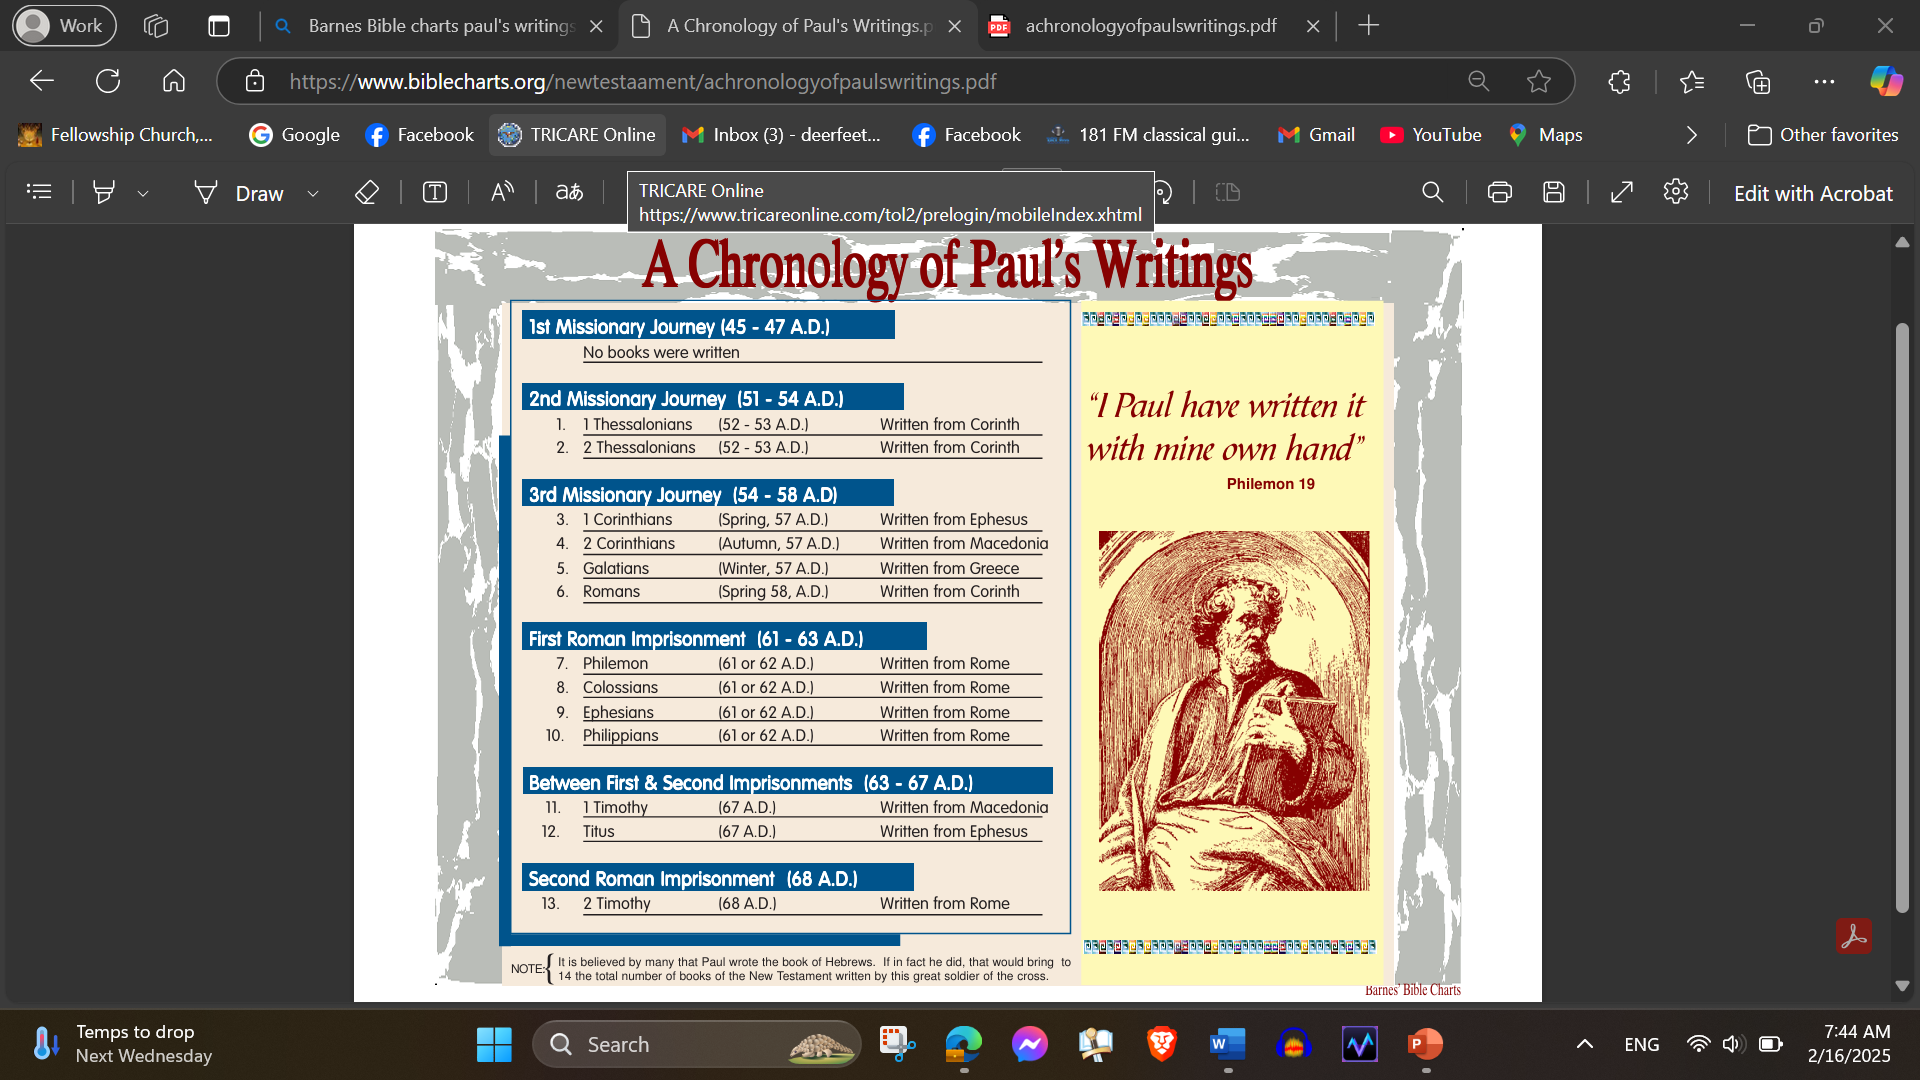 Work
Barnes Bible charts paul's writings
A Chronology of Paul's Writings.p
achronologyofpaulswritings.pdf
https://www.biblecharts.org/newtestaament/achronologyofpaulswritings.pdf
Fellowship Church,...
Google
Facebook
TRICARE Online
Inbox (3) - deerfeet...
Facebook
181 FM classical gui...
Gmail
YouTube
Maps
Other favorites
Draw
Edit with Acrobat
TRICARE Online
https://www.tricareonline.com/tol2/prelogin/mobileIndex.xhtml
A Chronology of Paul's Writings
1st Missionary Journey (45 - 47 A.D.)
No books were written
2nd Missionary Journey (51 - 54 A.D.)
1. 1 Thessalonians (52 - 53 A.D.) Written from Corinth
2. 2 Thessalonians (52 - 53 A.D.) Written from Corinth
3rd Missionary Journey (54 - 58 A.D)
3. 1 Corinthians (Spring, 57 A.D.) Written from Ephesus
4. 2 Corinthians (Autumn, 57 A.D.) Written from Macedonia
5. Galatians (Winter, 57 A.D.) Written from Greece
6. Romans (Spring 58, A.D.) Written from Corinth
First Roman Imprisonment (61 - 63 A.D.)
7. Philemon (61 or 62 A.D.) Written from Rome
8. Colossians (61 or 62 A.D.) Written from Rome
9. Ephesians (61 or 62 A.D.) Written from Rome
10. Philippians (61 or 62 A.D.) Written from Rome
Between First & Second Imprisonments (63 - 67 A.D.)
11. 1 Timothy (67 A.D.) Written from Macedonia
12. Titus (67 A.D.) Written from Ephesus
Second Roman Imprisonment (68 A.D.)
13. 2 Timothy (68 A.D.) Written from Rome
NOTE:{ It is believed by many that Paul wrote the book of Hebrews. If in fact he did, that would bring to
14 the total number of books of the New Testament written by this great soldier of the cross.
"I Paul have written it
with mine own hand"
Philemon 19
Barnes' Bible Charts
Temps to drop
Next Wednesday
Search
ENG
7:44 AM
2/16/2025